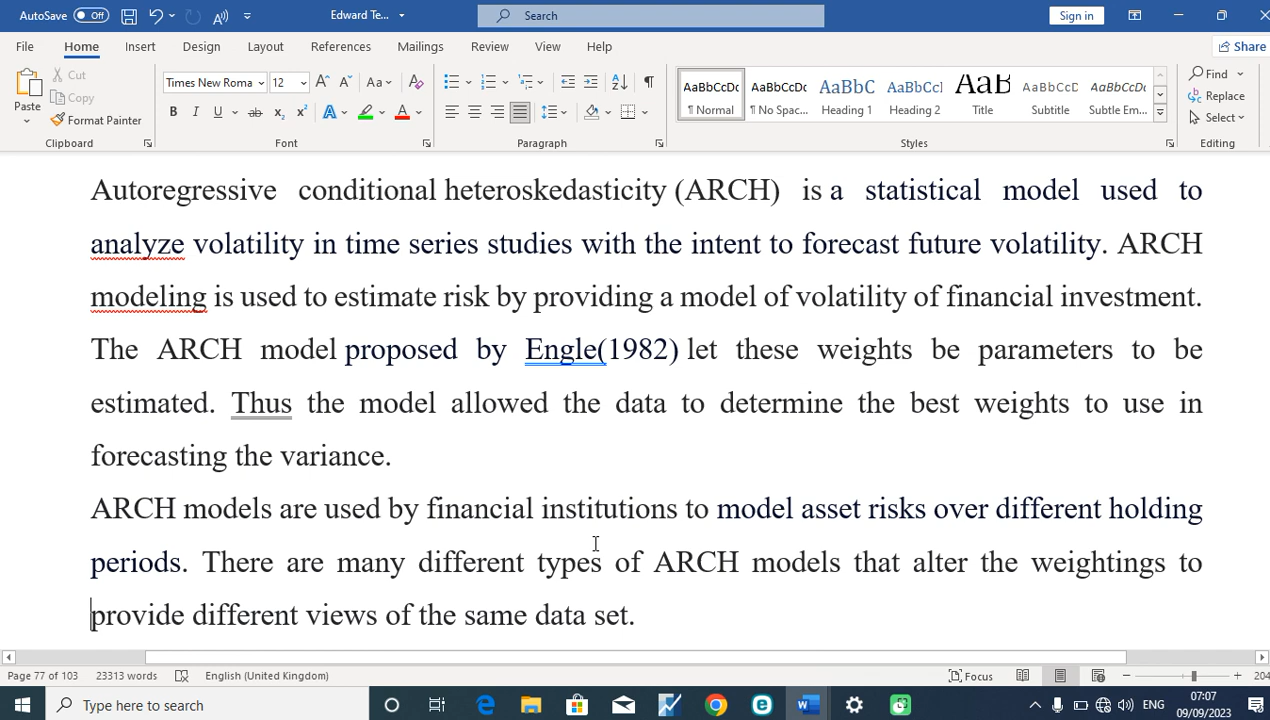 AutoSave Off Edward Te... Search Sign in
File Home Insert Design Layout References Mailings Review View Help Share
Paste Cut Copy Format Painter Times New Roma 12 Aa AaBbCcDc AaBbCcDc AaBbC AaBbCcI AaB AaBbCcD AaBbCcDc Find
¶ Normal ¶ No Spac... Heading 1 Heading 2 Title Subtitle Subtle Em... Replace Select
Clipboard Font Paragraph Styles Editing
Autoregressive conditional heteroskedasticity (ARCH) is a statistical model used to
analyze volatility in time series studies with the intent to forecast future volatility. ARCH
modeling is used to estimate risk by providing a model of volatility of financial investment.
The ARCH model proposed by Engle(1982) let these weights be parameters to be
estimated. Thus the model allowed the data to determine the best weights to use in
forecasting the variance.
ARCH models are used by financial institutions to model asset risks over different holding
periods. There are many different types of ARCH models that alter the weightings to
provide different views of the same data set.
Page 77 of 103 23313 words English (United Kingdom) Focus 204
Type here to search ENG 07:07
09/09/2023